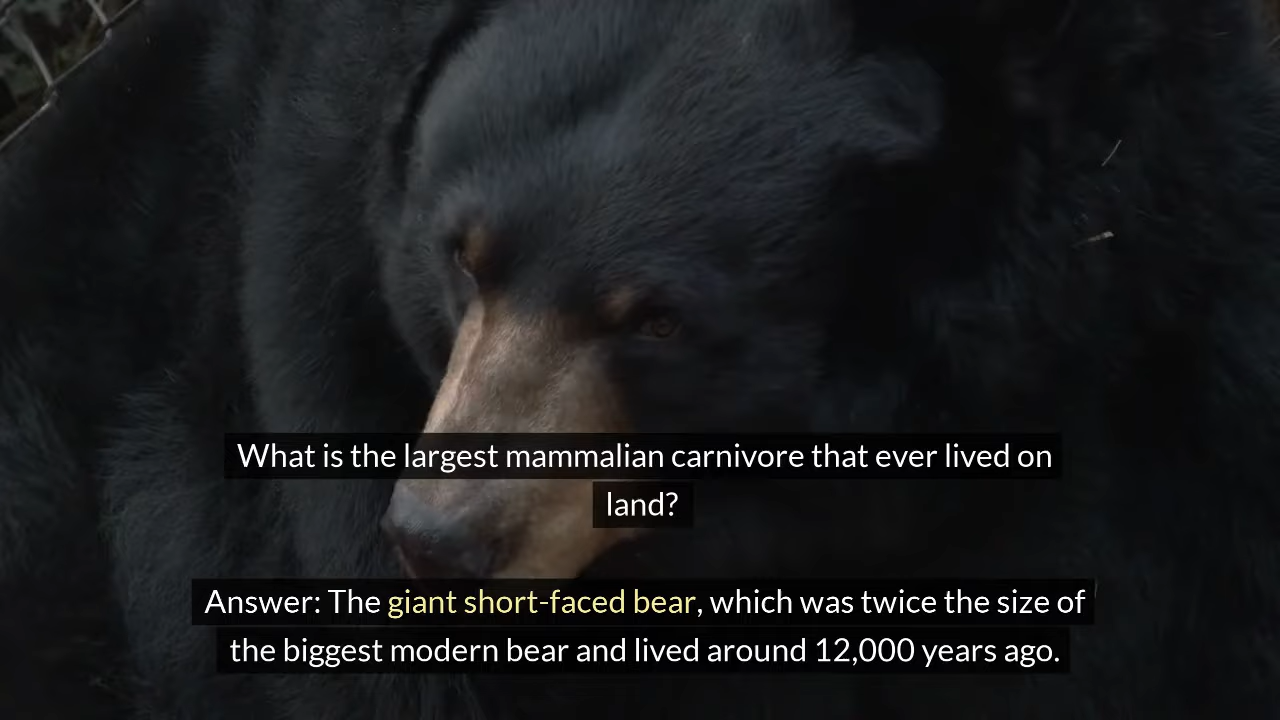 What is the largest mammalian carnivore that ever lived on
land?
Answer: The giant short-faced bear, which was twice the size of
the biggest modern bear and lived around 12,000 years ago.